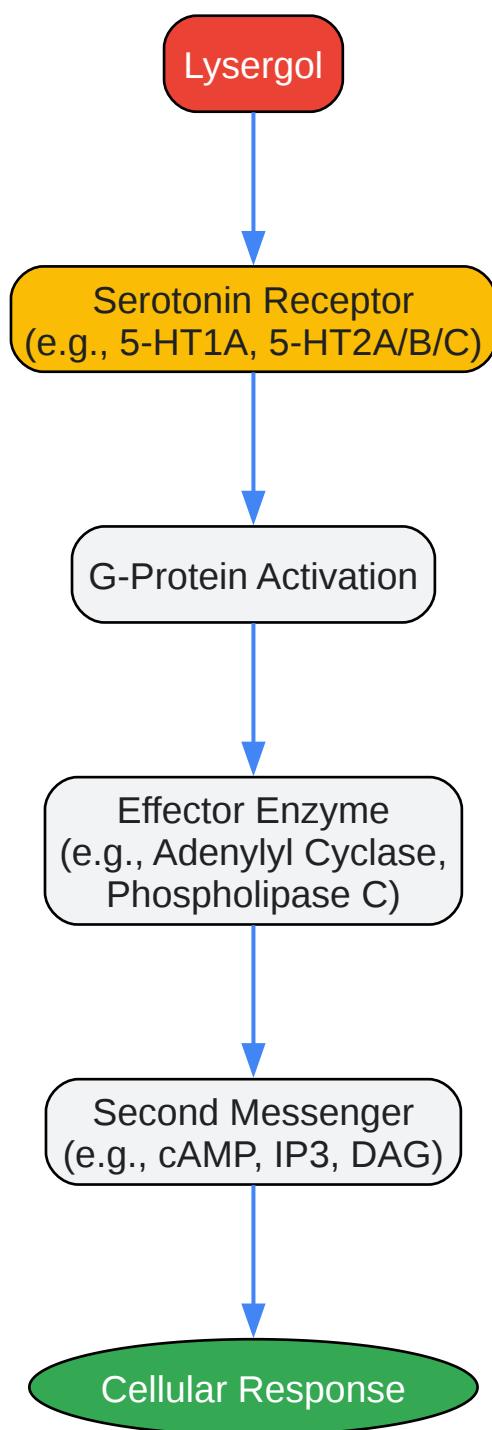 Lysergol
Serotonin Receptor
(e.g., 5-HT1A, 5-HT2A/B/C)
G-Protein Activation
Effector Enzyme
(e.g., Adenylyl Cyclase,
Phospholipase C)
Second Messenger
(e.g., cAMP, IP3, DAG)
Cellular Response